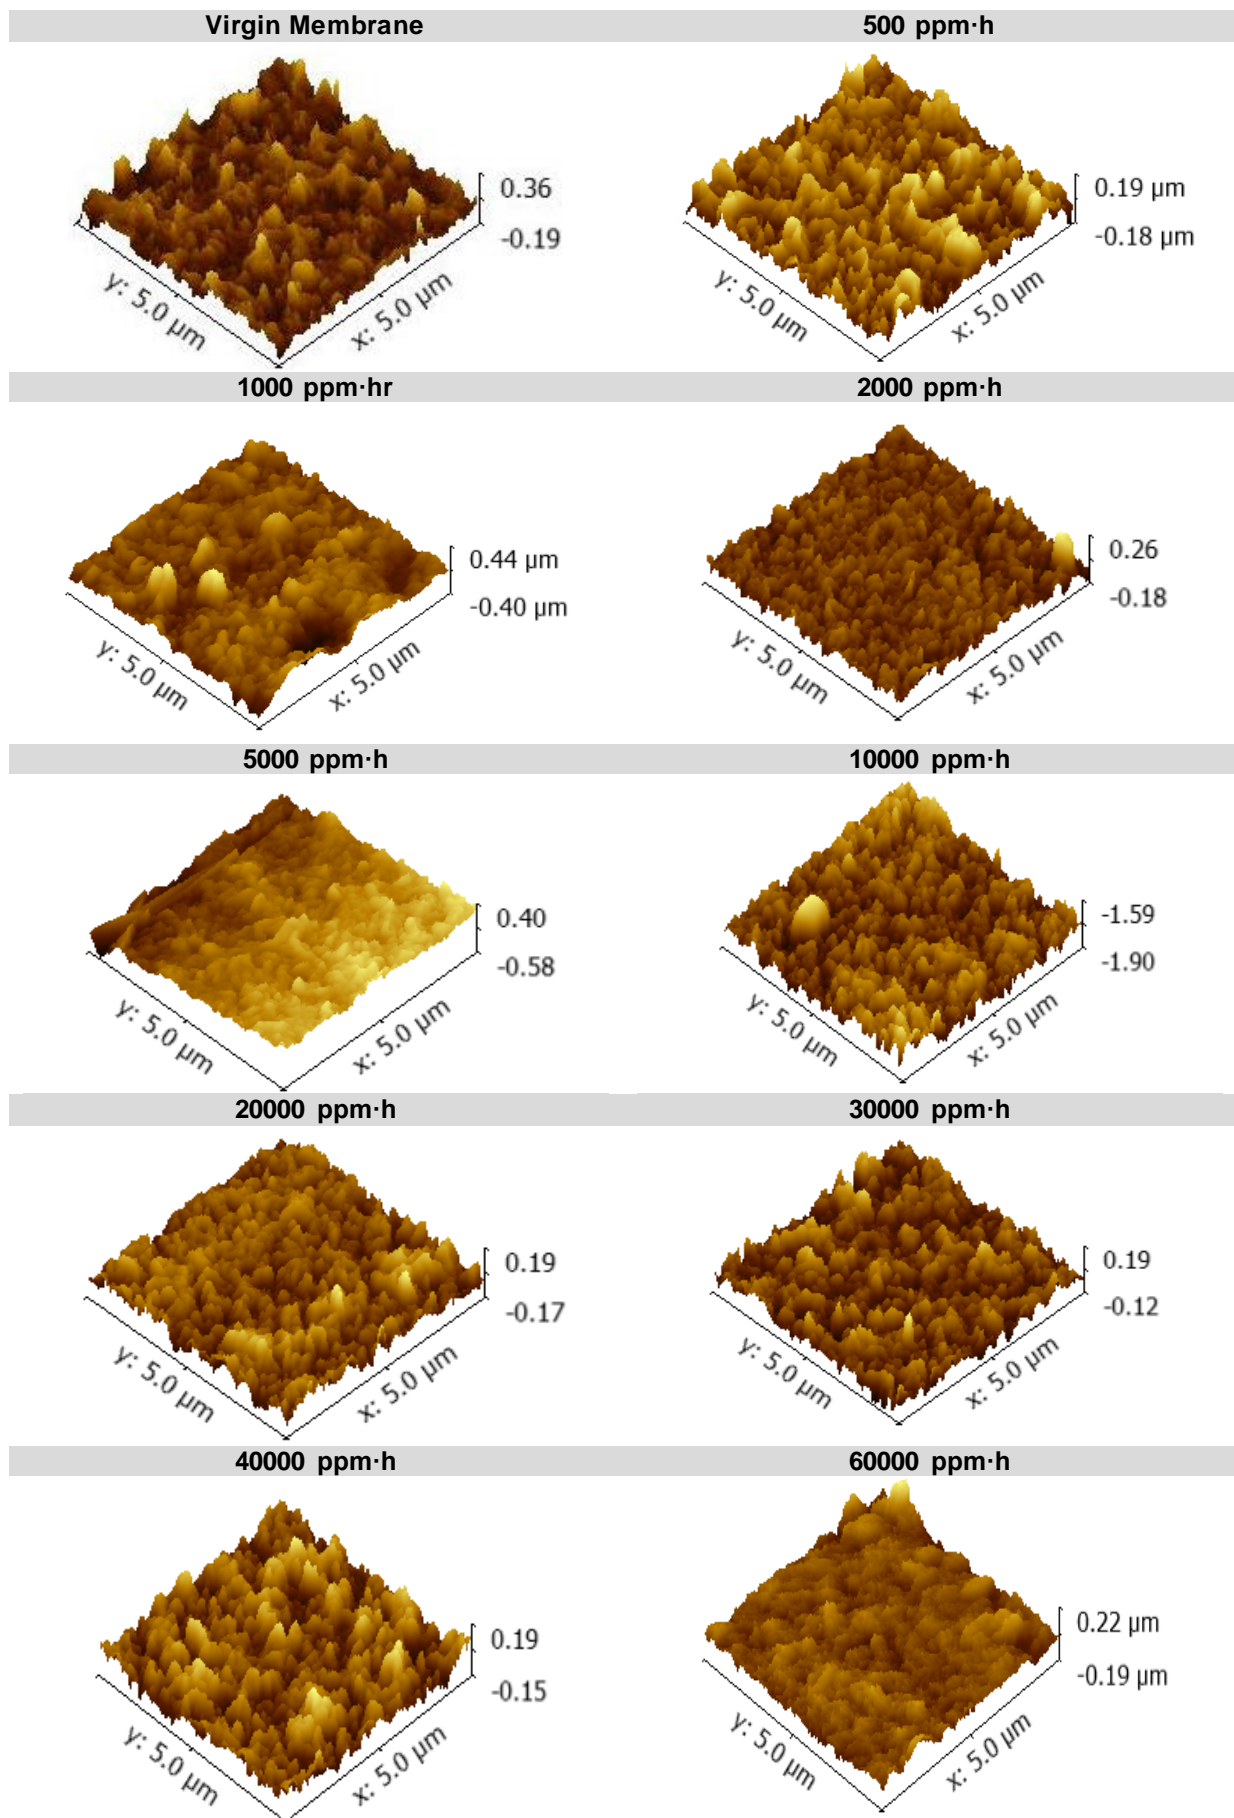 Virgin Membrane
500 ppm·h
0.36
-0.19
y: 5.0 µm
x: 5.0 µm
0.19 µm
-0.18 µm
y: 5.0 µm
x: 5.0 µm
1000 ppm·hr
2000 ppm·h
0.44 µm
-0.40 µm
y: 5.0 µm
x: 5.0 µm
0.26
-0.18
y: 5.0 µm
x: 5.0 µm
5000 ppm·h
10000 ppm·h
0.40
-0.58
y: 5.0 µm
x: 5.0 µm
-1.59
-1.90
y: 5.0 µm
x: 5.0 µm
20000 ppm·h
30000 ppm·h
0.19
-0.17
y: 5.0 µm
x: 5.0 µm
0.19
-0.12
y: 5.0 µm
x: 5.0 µm
40000 ppm·h
60000 ppm·h
0.19
-0.15
y: 5.0 µm
x: 5.0 µm
0.22 µm
-0.19 µm
y: 5.0 µm
x: 5.0 µm